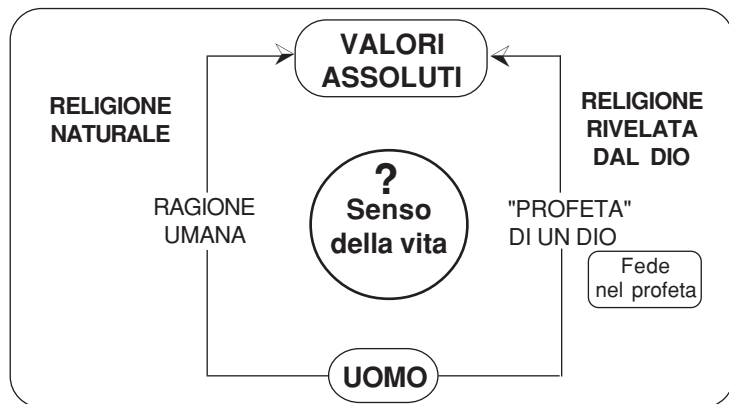 VALORI
ASSOLUTI
RELIGIONE
NATURALE
RELIGIONE
RIVELATA
DAL DIO
?
Senso
della vita
RAGIONE
UMANA
"PROFETA"
DI UN DIO
Fede
nel profeta
UOMO